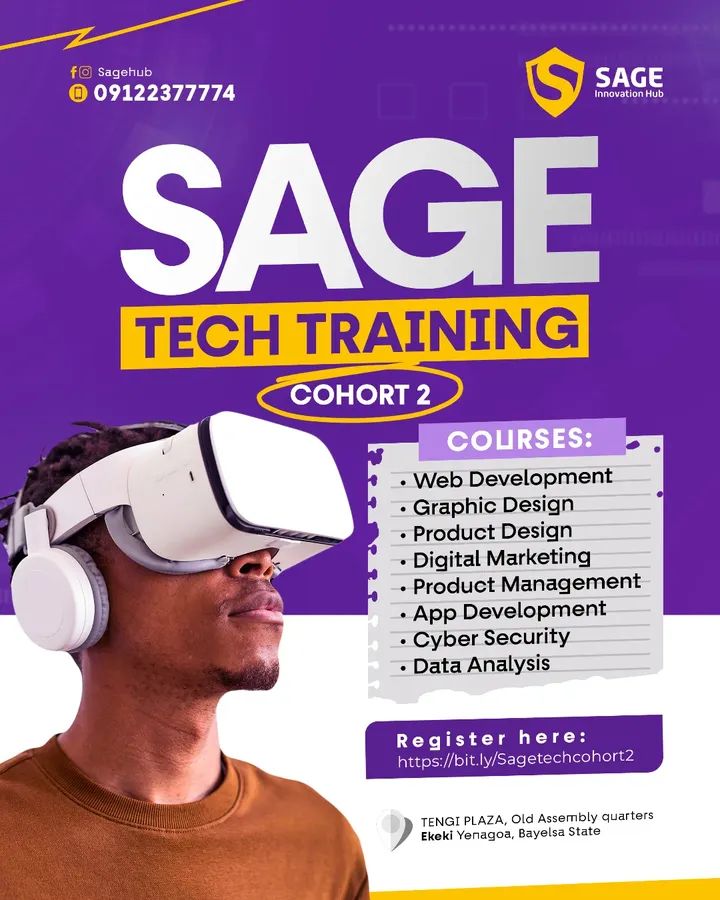 Sagehub
09122377774
SAGE
Innovation Hub
SAGE
TECH TRAINING
COHORT 2
COURSES:
• Web Development
• Graphic Design
• Product Design
• Digital Marketing
• Product Management
• App Development
• Cyber Security
• Data Analysis
Register here:
https://bit.ly/Sagetechcohort2
TENGI PLAZA, Old Assembly quarters
Ekeki Yenagoa, Bayelsa State